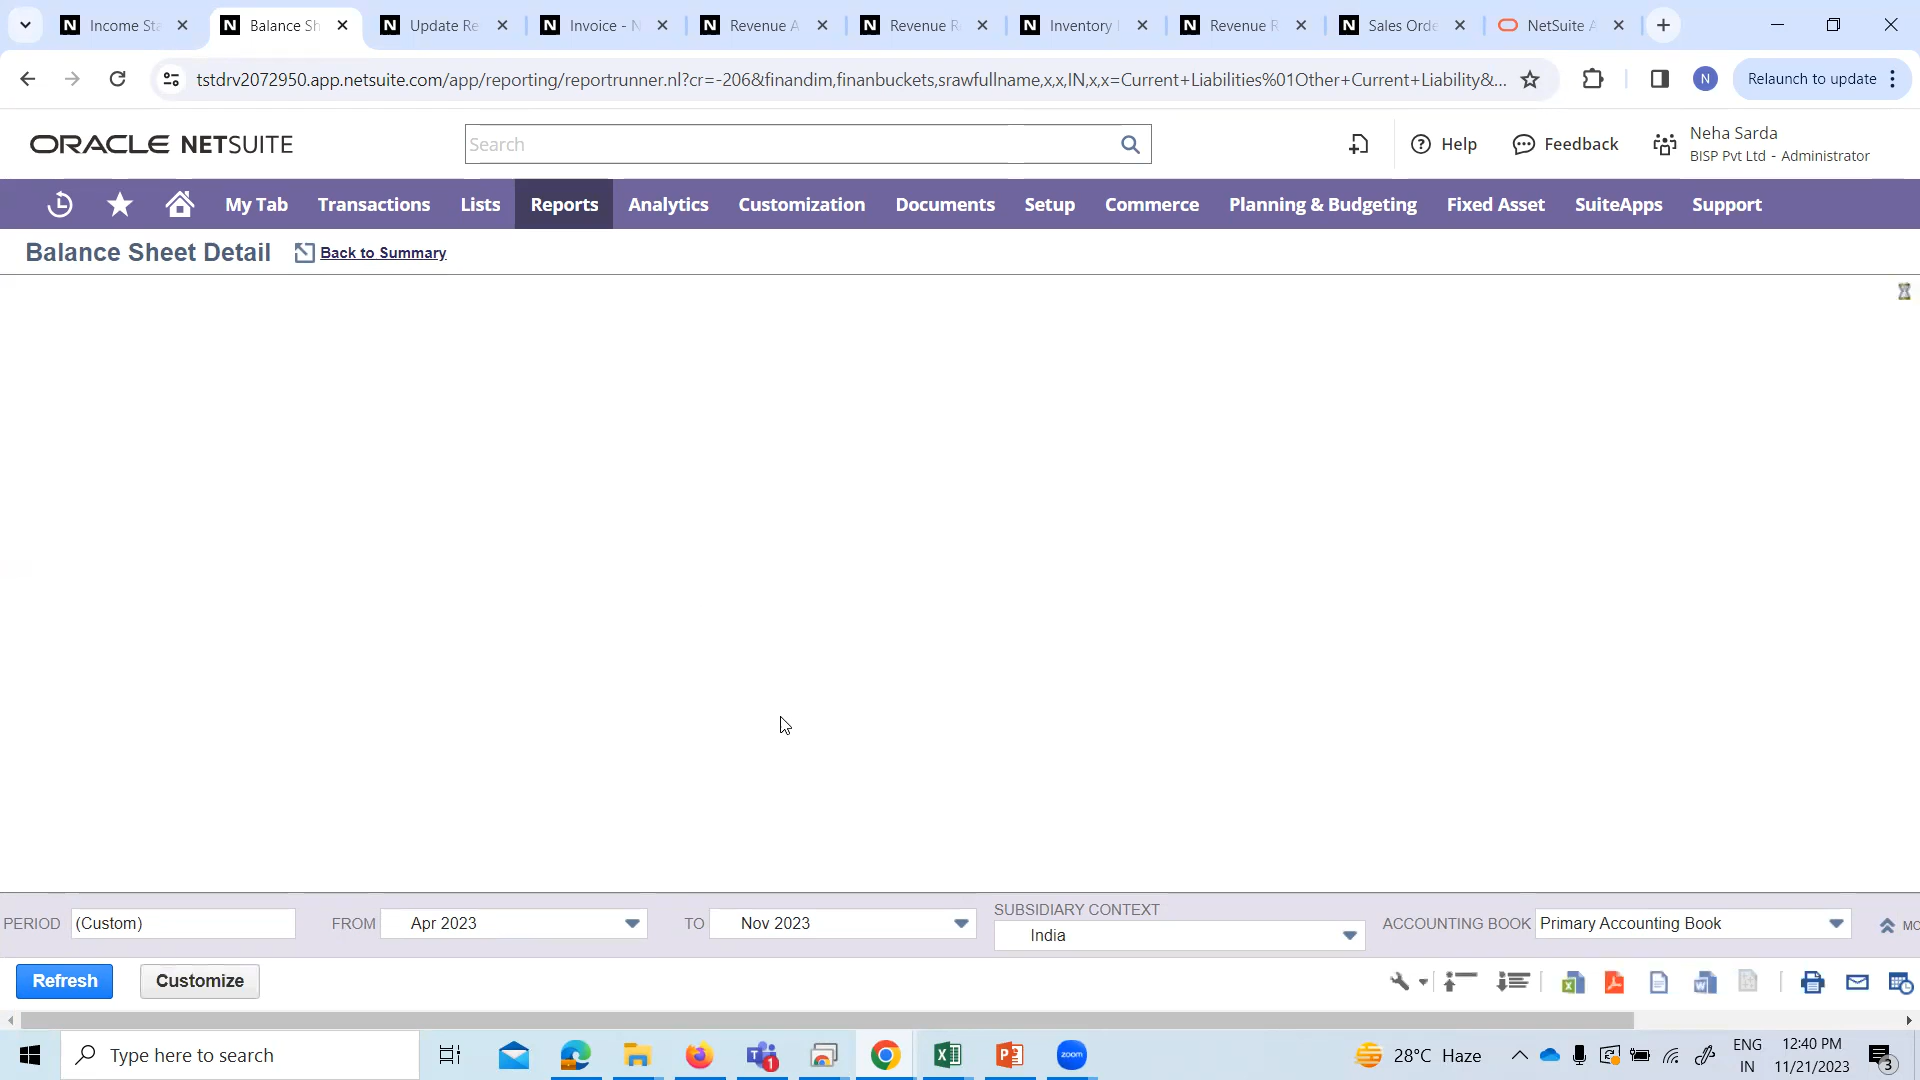 Income Sta
Balance Sh
Update Re
Invoice - N
Revenue A
Revenue R
Inventory
Revenue R
Sales Orde
NetSuite A
tstdrv2072950.app.netsuite.com/app/reporting/reportrunner.nl?cr=-206&finandim,finanbuckets,srawfullname,x,x,IN,x,x=Current+Liabilities%01Other+Current+Liability&...
N
Relaunch to update
ORACLE NETSUITE
Search
Help
Feedback
Neha Sarda
BISP Pvt Ltd - Administrator
My Tab
Transactions
Lists
Reports
Analytics
Customization
Documents
Setup
Commerce
Planning & Budgeting
Fixed Asset
SuiteApps
Support
Balance Sheet Detail
Back to Summary
PERIOD
(Custom)
FROM
Apr 2023
TO
Nov 2023
SUBSIDIARY CONTEXT
India
ACCOUNTING BOOK
Primary Accounting Book
MO
Refresh
Customize
Type here to search
1
zoom
28°C Haze
ENG
IN
12:40 PM
11/21/2023
3